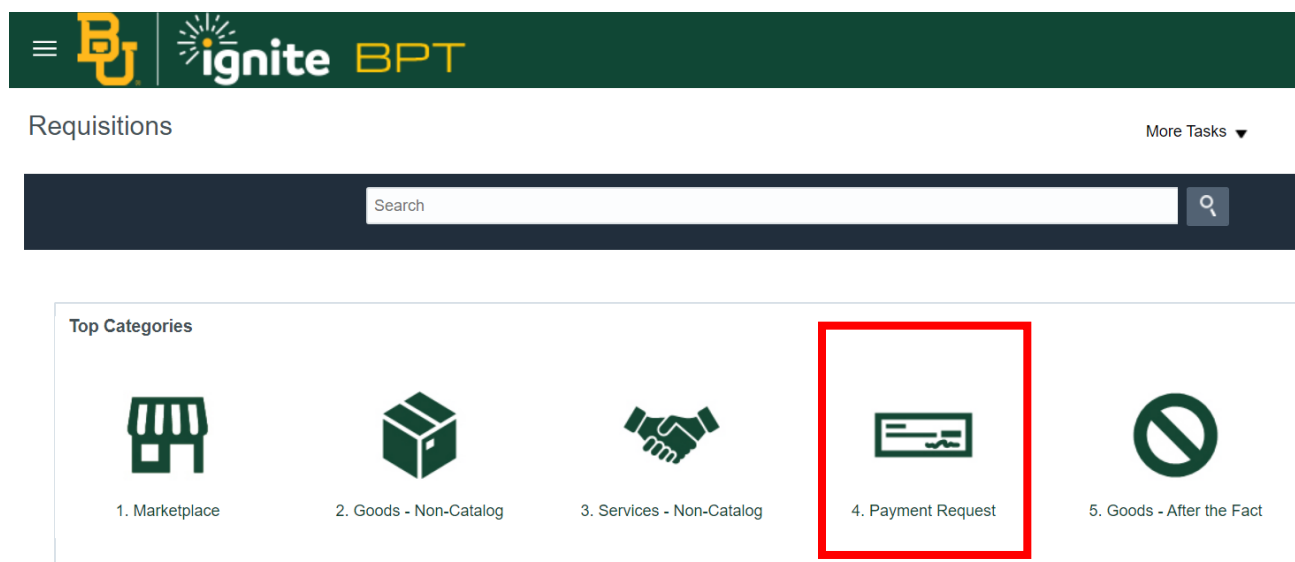 BU ignite BPT
Requisitions
More Tasks
Search
Top Categories
1. Marketplace
2. Goods - Non-Catalog
3. Services - Non-Catalog
4. Payment Request
5. Goods - After the Fact